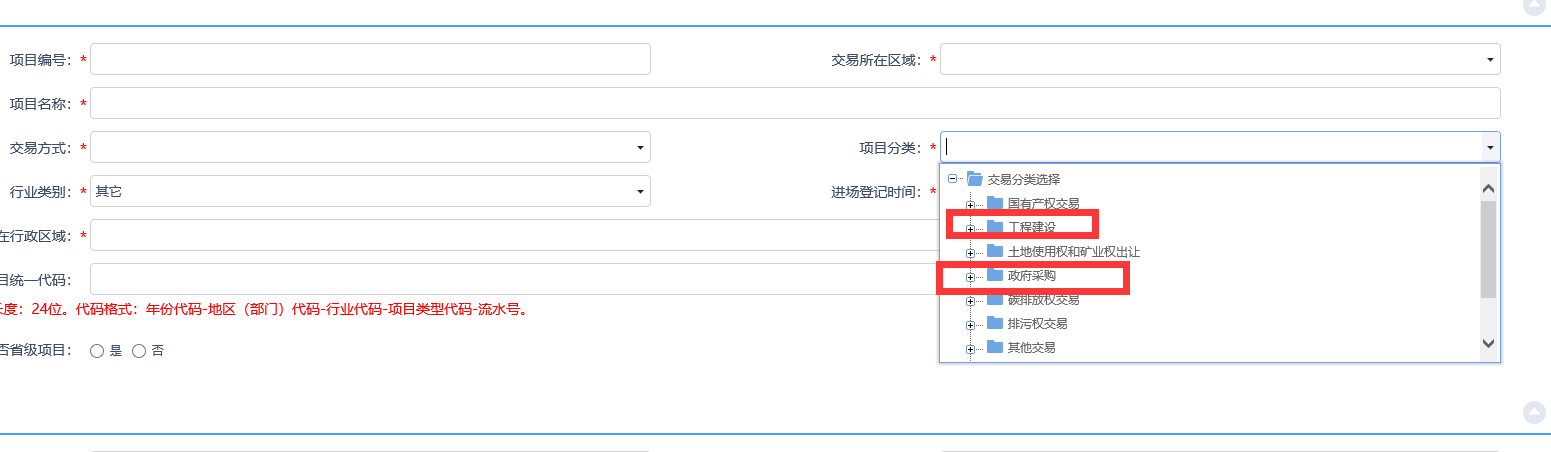 项目编号：*
交易所在区域：*
项目名称：*
交易方式：*
项目分类：*
行业类别：* 其它
进场登记时间：*
交易分类选择
国有产权交易
工程建设
土地使用权和矿业权出让
政府采购
碳排放权交易
排污权交易
其他交易
在行政区域：*
目统一代码：
长度：24位。代码格式：年份代码-地区（部门）代码-行业代码-项目类型代码-流水号。
否省级项目： 是 否